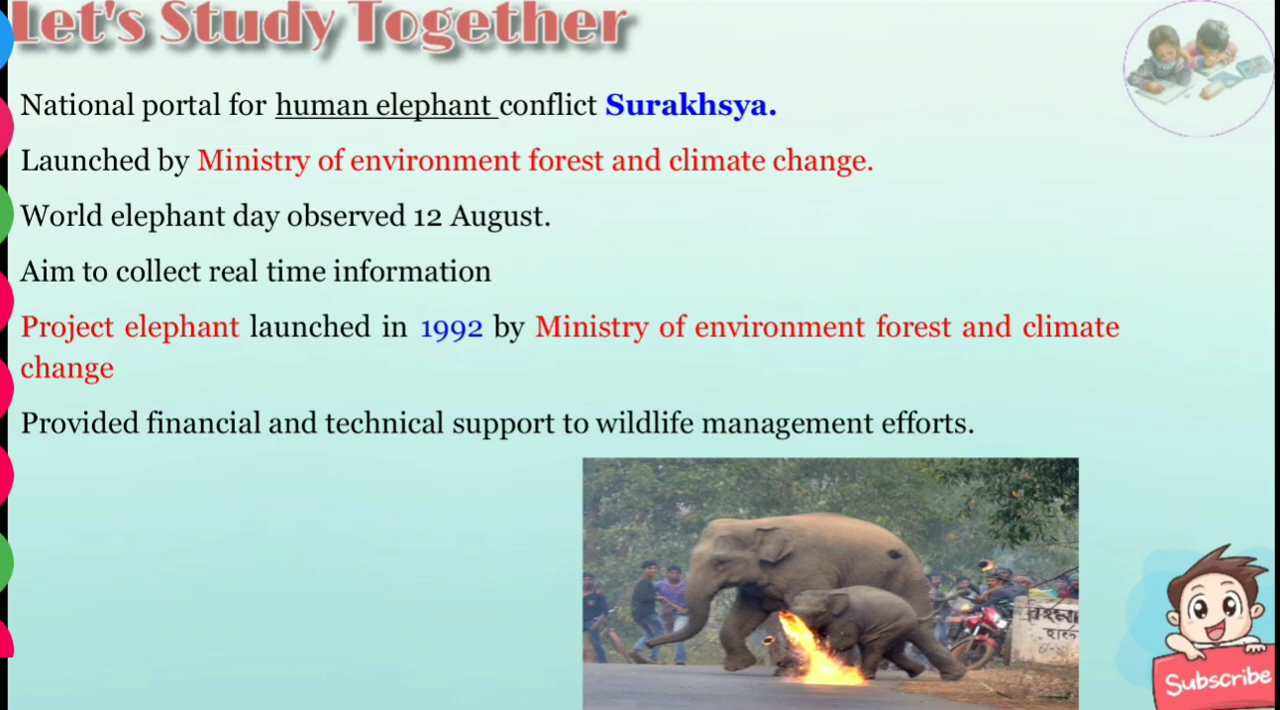 Let's Study Together
National portal for human elephant conflict Surakhsya.
Launched by Ministry of environment forest and climate change.
World elephant day observed 12 August.
Aim to collect real time information
Project elephant launched in 1992 by Ministry of environment forest and climate
change
Provided financial and technical support to wildlife management efforts.
Subscribe